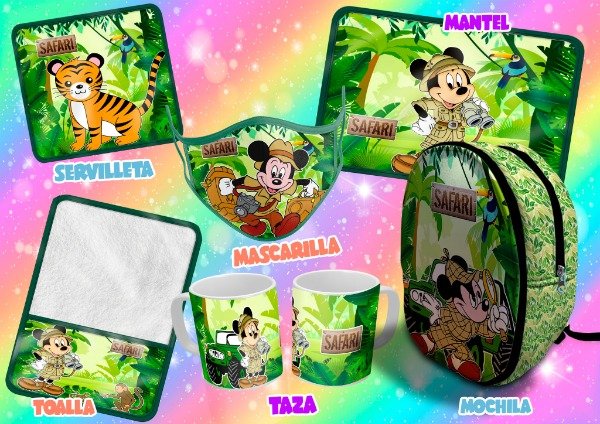 MANTEL
SAFARI
SAFARI
SAFARI
SERVILLETA
SAFARI
MASCARILLA
SAFARI
SAFARI
TOALLA
TAZA
MOCHILA